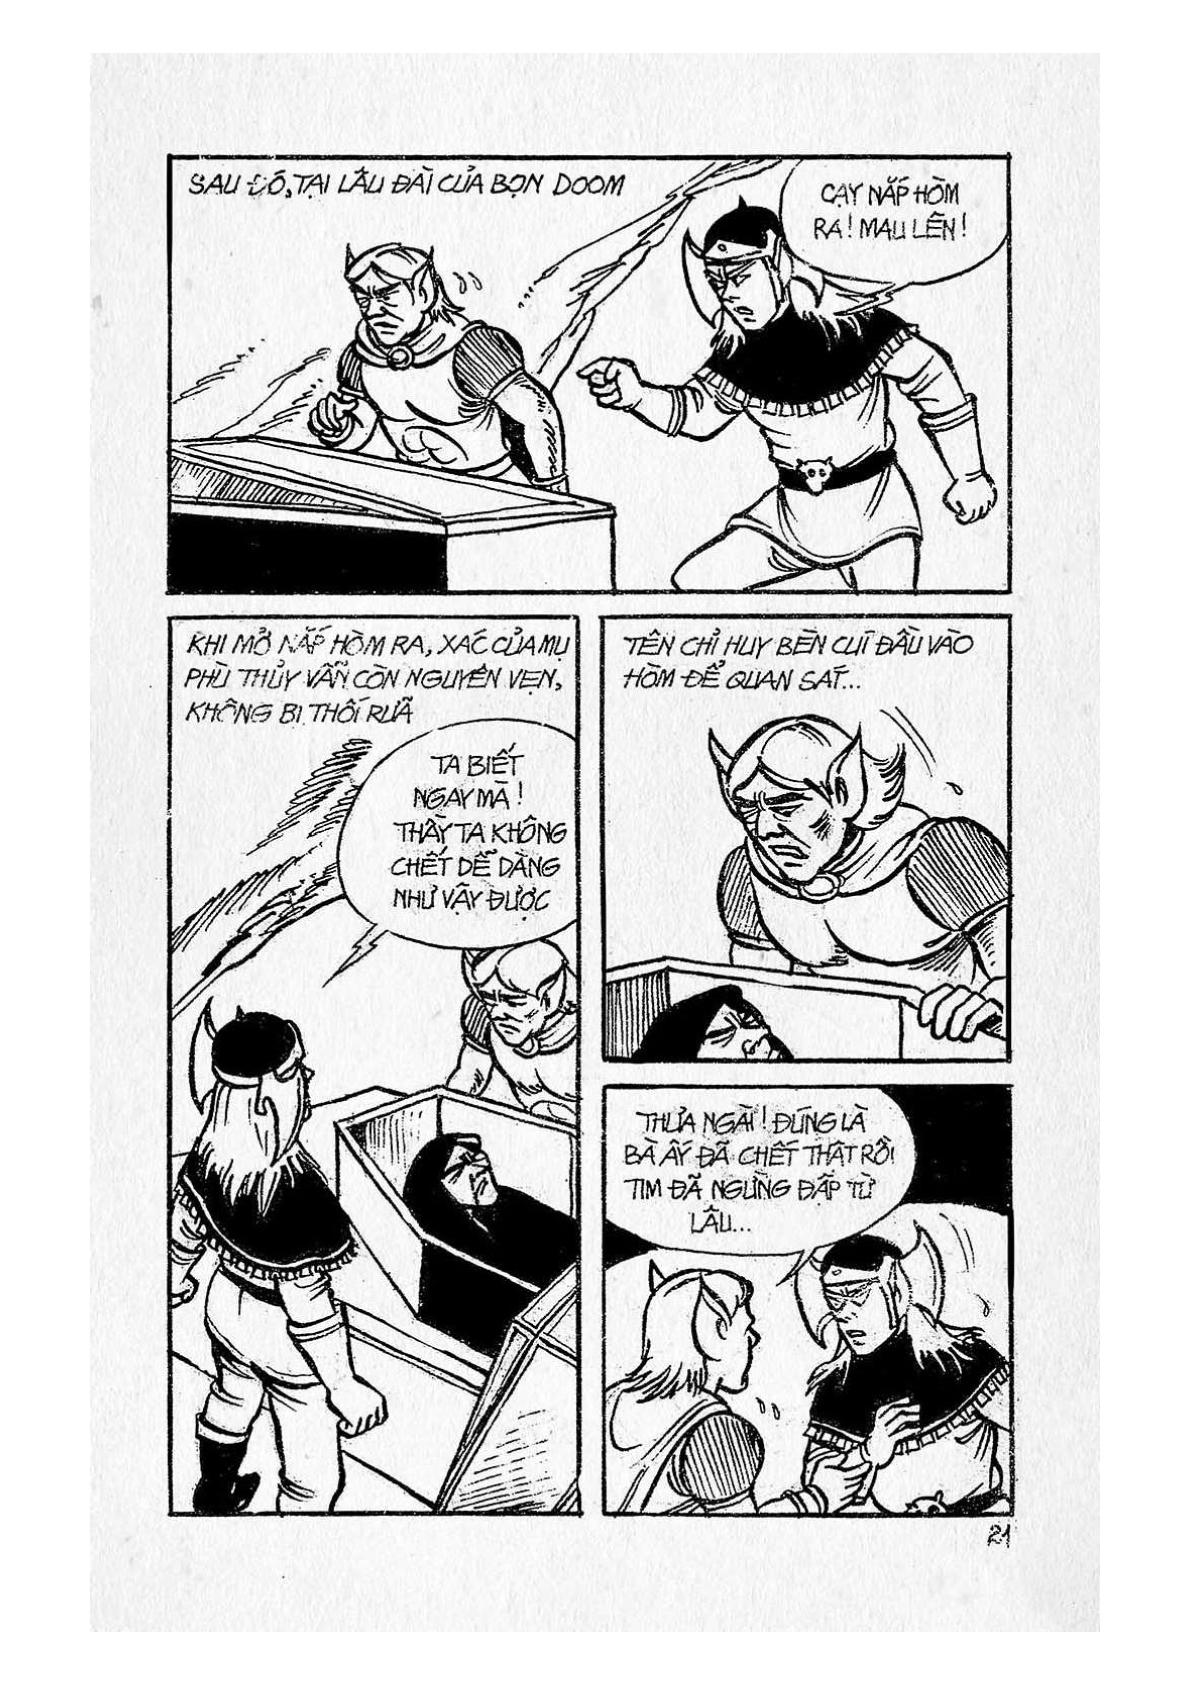 SAU ĐÓ, TẠI LÂU ĐÀI CỦA BỌN DOOM
CẠY NẮP HÒM
RA! MAU LÊN!
KHI MỞ NẮP HÒM RA, XÁC CỦA MỤ
PHÙ THỦY VẪN CÒN NGUYÊN VẸN,
KHÔNG BỊ THỐI RỮA
TA BIẾT
NGAY MÀ!
THẦY TA KHÔNG
CHẾT DỄ DÀNG
NHƯ VẬY ĐƯỢC
TÊN CHỈ HUY BÈN CÚI ĐẦU VÀO
HÒM ĐỂ QUAN SÁT...
THƯA NGÀI! ĐÚNG LÀ
BÀ ẤY ĐÃ CHẾT THẬT RỒI
TIM ĐÃ NGỪNG ĐẬP TỪ
LÂU...
21